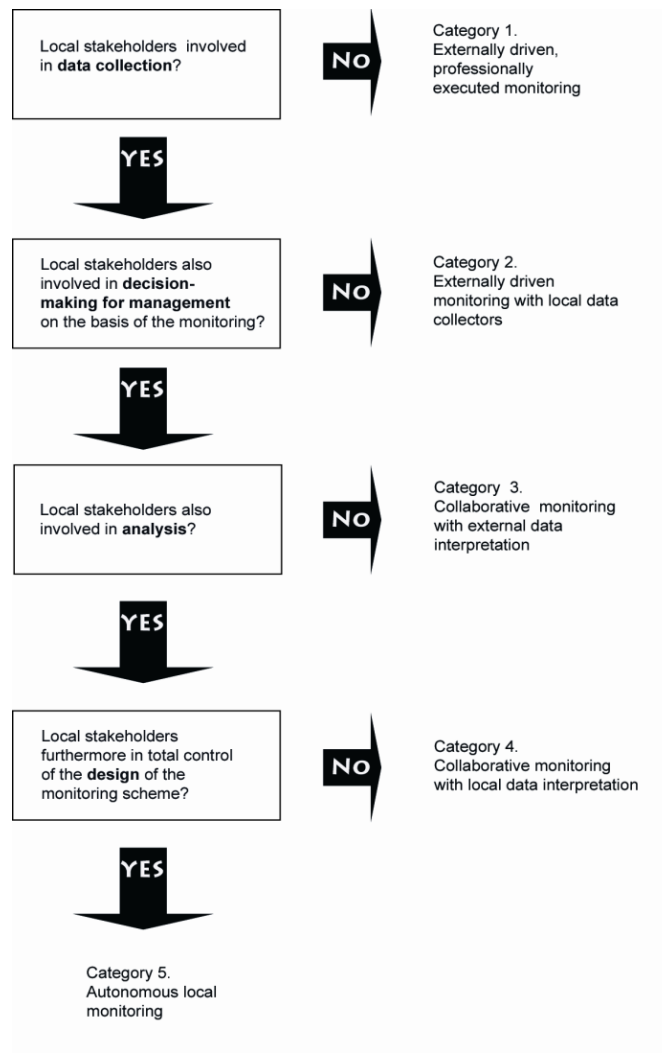 Local stakeholders involved
in data collection?
NO
Category 1.
Externally driven,
professionally
executed monitoring
YES
Local stakeholders also
involved in decision-
making for management
on the basis of the monitoring?
NO
Category 2.
Externally driven
monitoring with local data
collectors
YES
Local stakeholders also
involved in analysis?
NO
Category 3.
Collaborative monitoring
with external data
interpretation
YES
Local stakeholders
furthermore in total control
of the design of the
monitoring scheme?
NO
Category 4.
Collaborative monitoring
with local data interpretation
YES
Category 5.
Autonomous local
monitoring